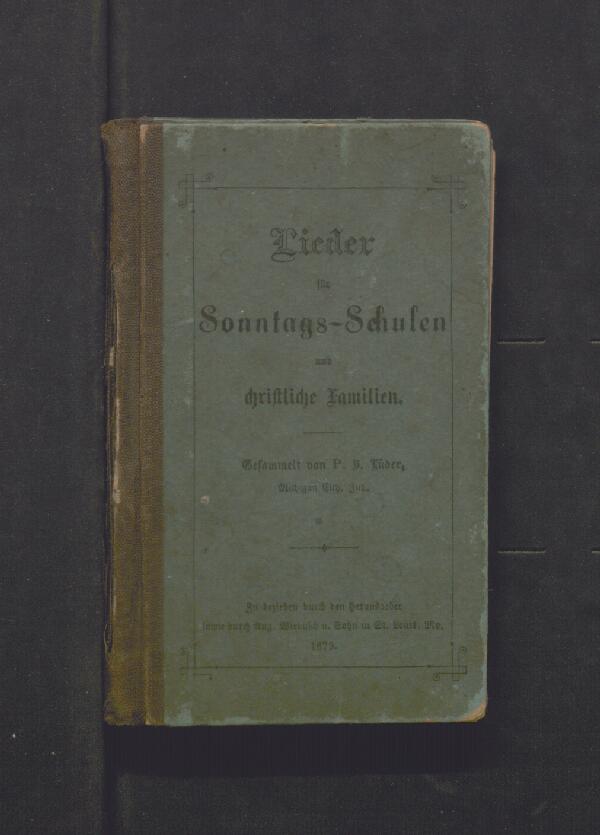 Lieder
für
Sonntags-Schulen
und
christliche Familien.
Gesammelt von P. Lüder,
Michigan City, Ind.
Zu beziehen durch den Herausgeber
sowie durch Aug. Wiebusch u. Sohn in St. Louis, Mo.
1879.